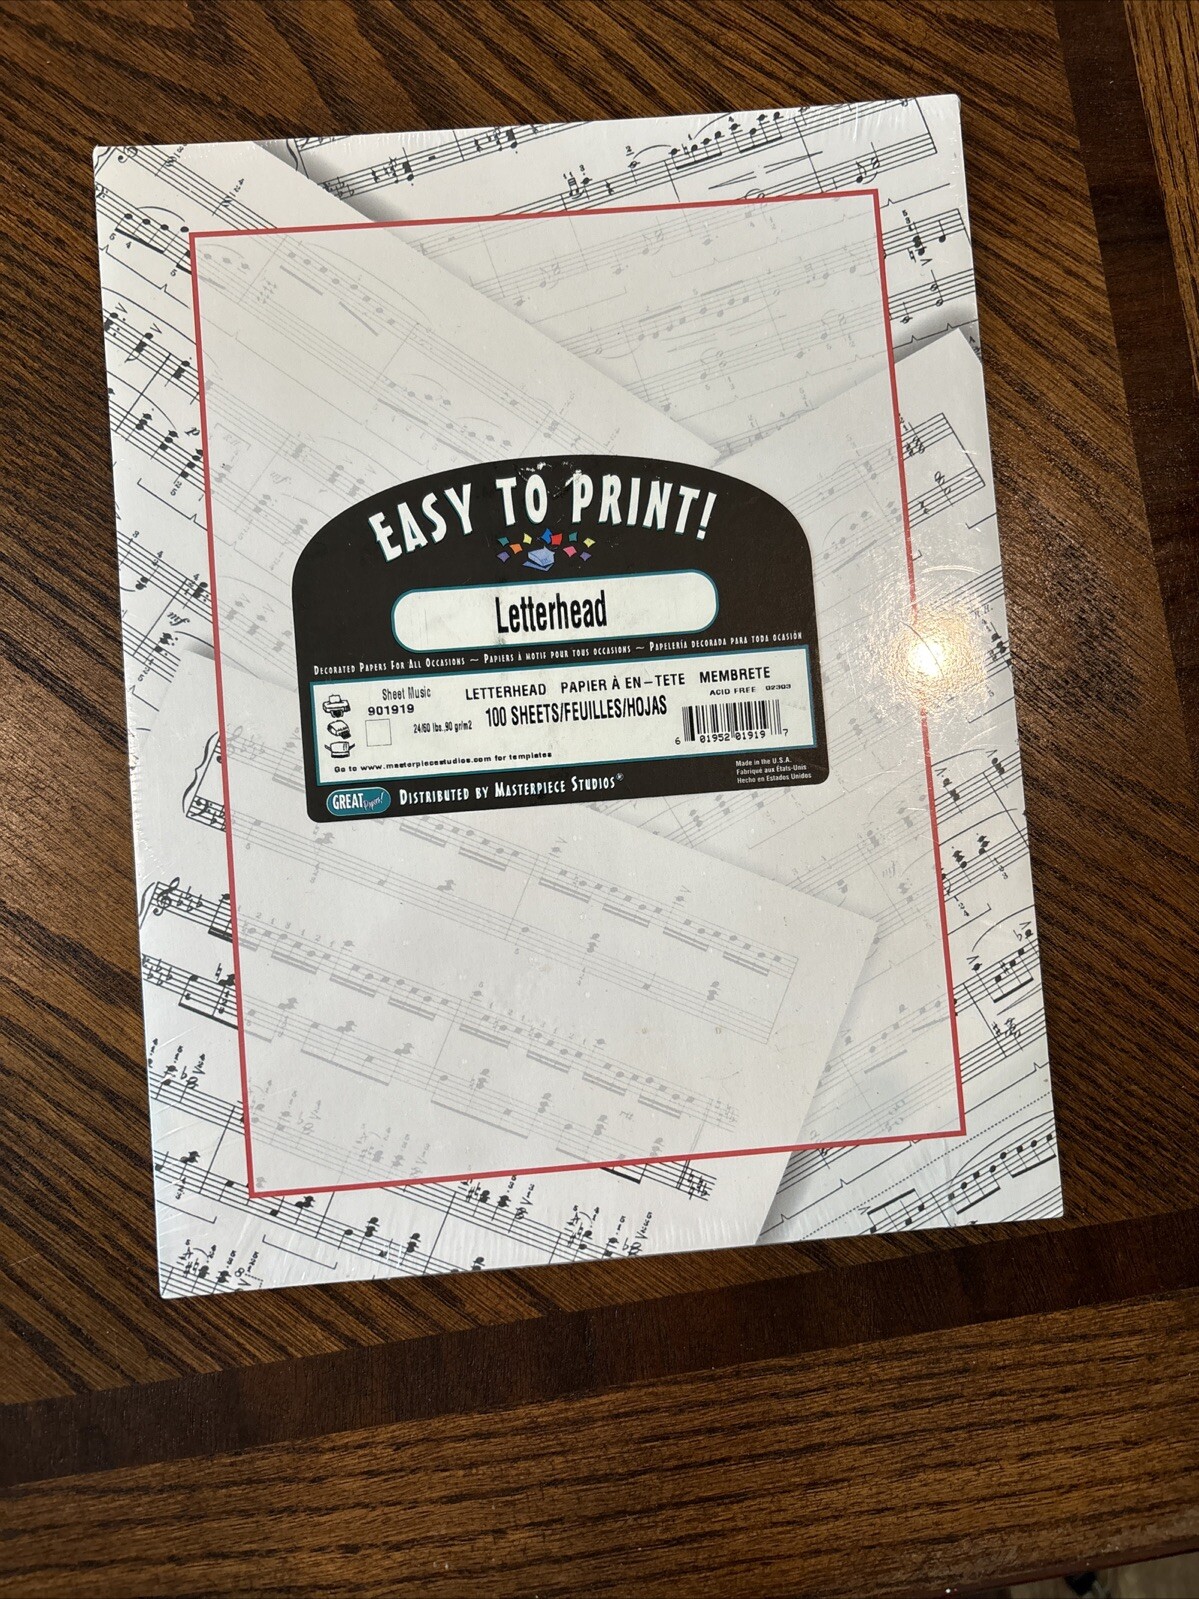 EASY TO PRINT!
Letterhead
DECORATED PAPERS FOR ALL OCCASIONS ~ PAPIERS À MOTIF POUR TOUS OCCASIONS ~ PAPELERÍA DECORADA PARA TODA OCASIÓN
Sheet Music
901919
LETTERHEAD PAPIER À EN-TETE MEMBRETE
ACID FREE 02303
24/60 lbs.,90 gr/m2
100 SHEETS/FEUILLES/HOJAS
6 01952 01919 7
Go to www.masterpiecestudios.com for templates
GREAT Papers!
DISTRIBUTED BY MASTERPIECE STUDIOS®
Made in the U.S.A.
Fabriqué aux États-Unis
Hecho en Estados Unidos